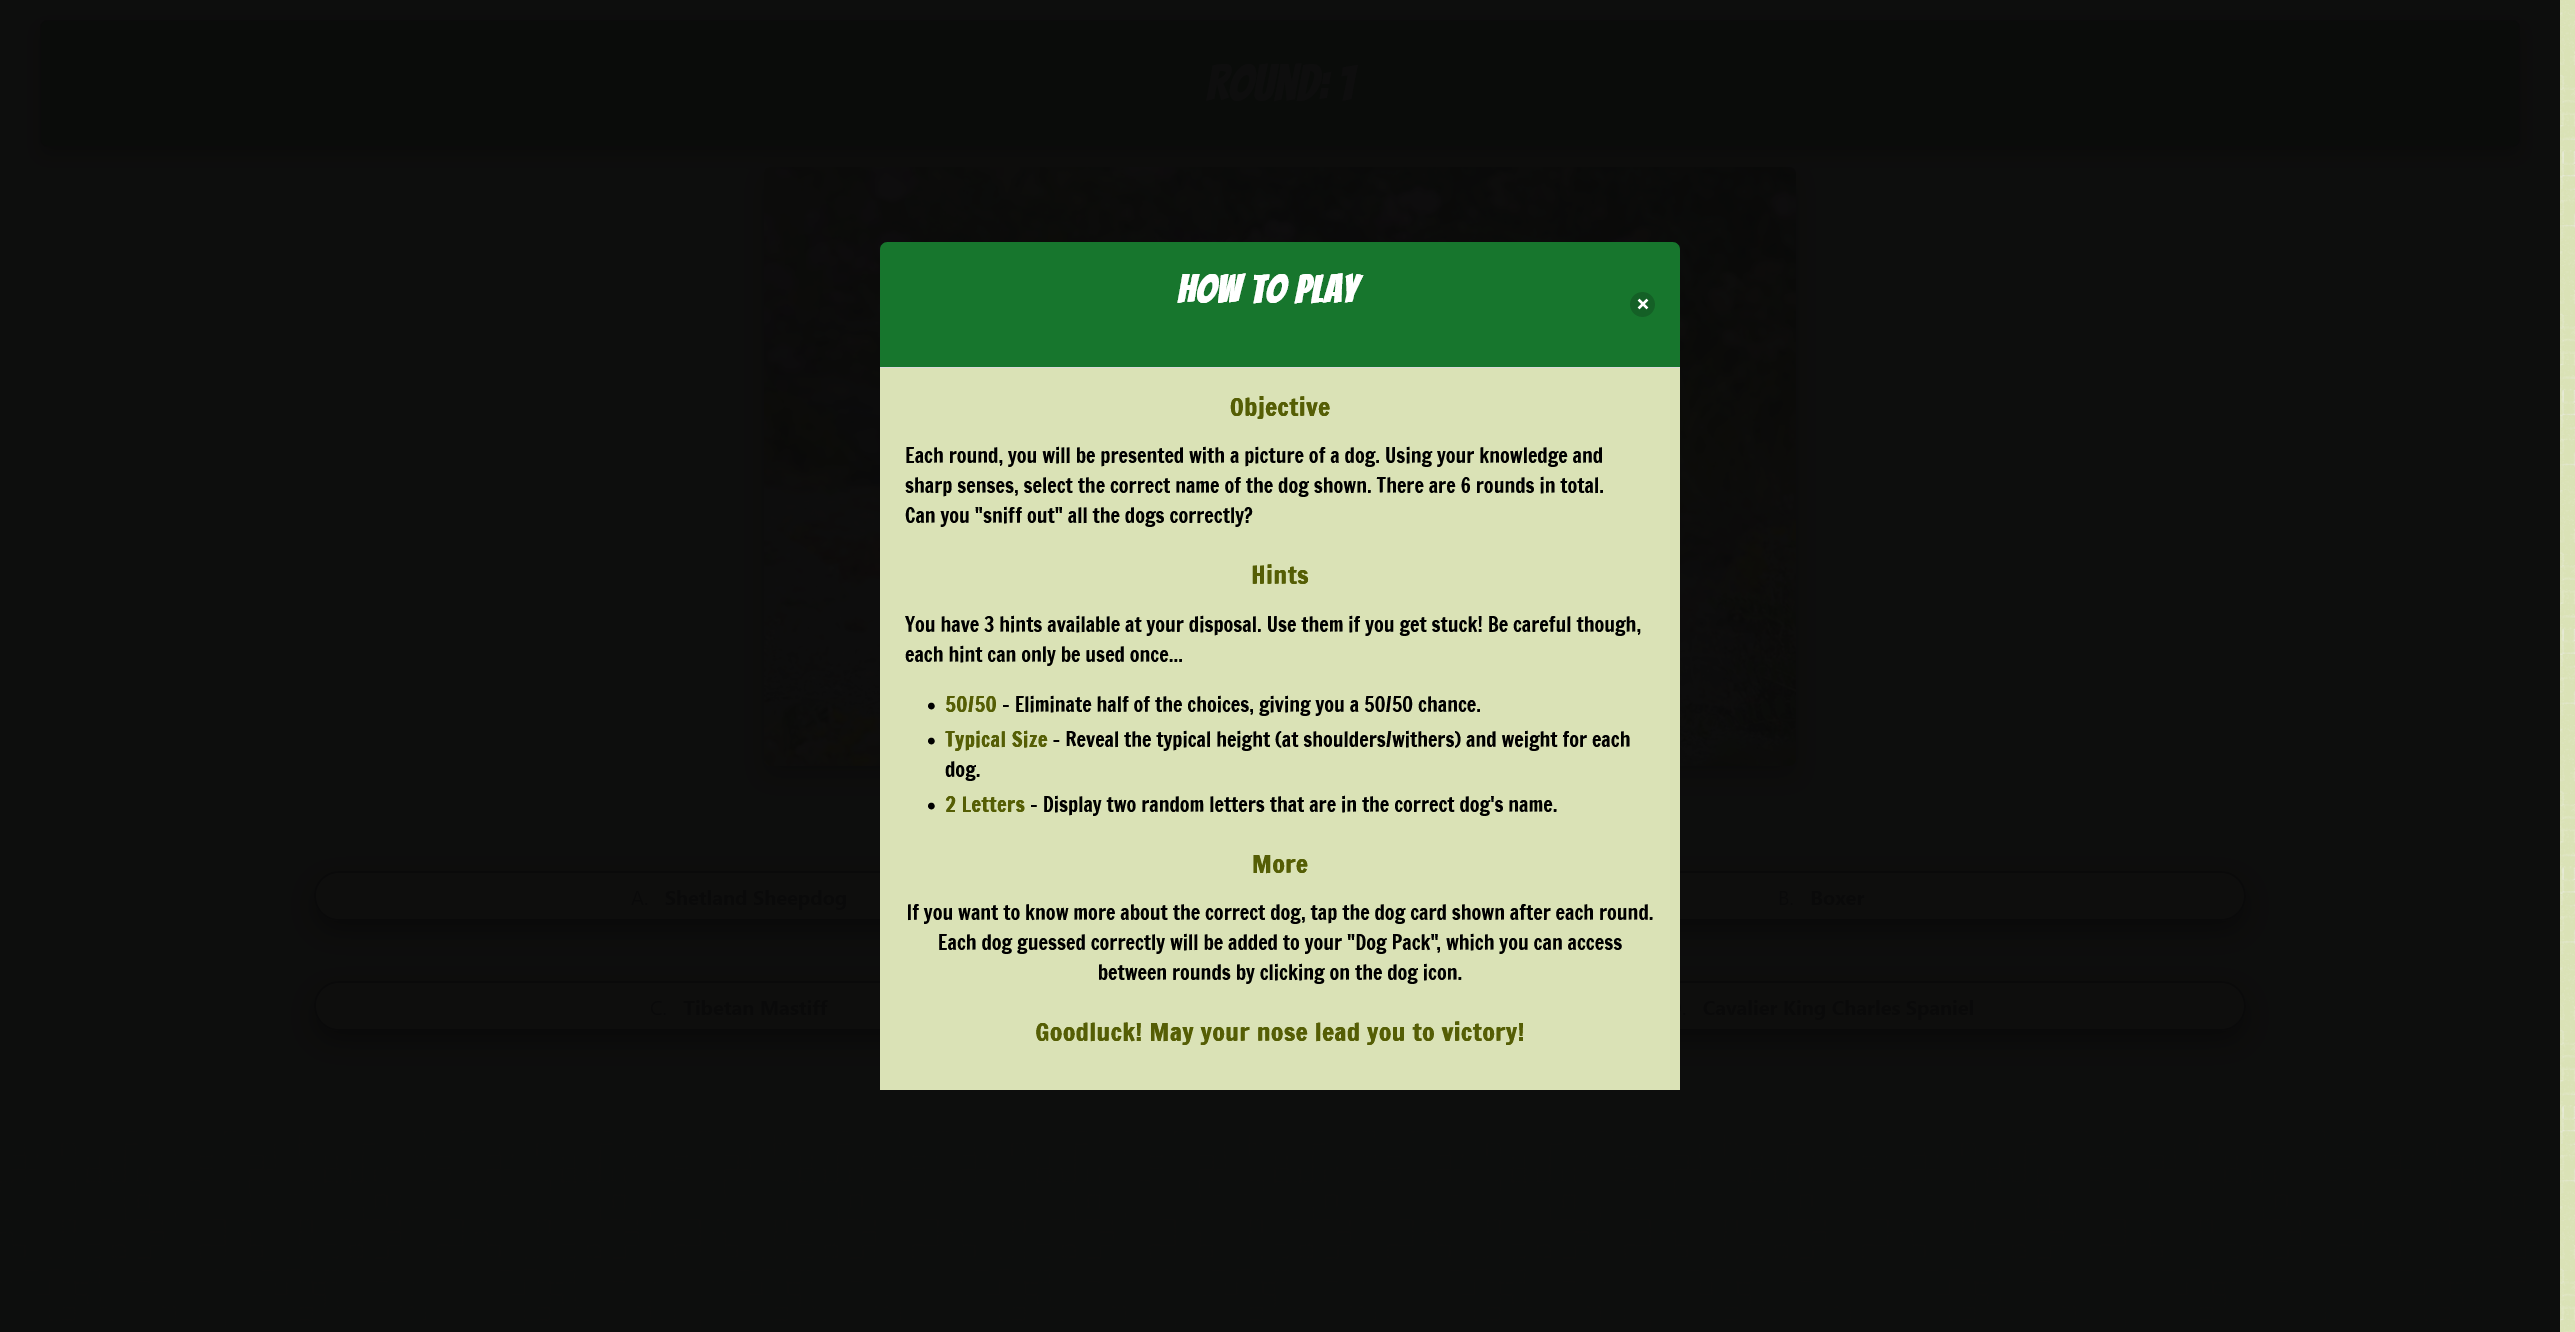 ROUND: 1
HOW TO PLAY
×
Objective
Each round, you will be presented with a picture of a dog. Using your knowledge and
sharp senses, select the correct name of the dog shown. There are 6 rounds in total.
Can you "sniff out" all the dogs correctly?
Hints
You have 3 hints available at your disposal. Use them if you get stuck! Be careful though,
each hint can only be used once...
• 50/50 - Eliminate half of the choices, giving you a 50/50 chance.
• Typical Size - Reveal the typical height (at shoulders/withers) and weight for each
dog.
• 2 Letters - Display two random letters that are in the correct dog's name.
More
If you want to know more about the correct dog, tap the dog card shown after each round.
Each dog guessed correctly will be added to your "Dog Pack", which you can access
between rounds by clicking on the dog icon.
Goodluck! May your nose lead you to victory!
A. Shetland Sheepdog
B. Boxer
C. Tibetan Mastiff
Cavalier King Charles Spaniel